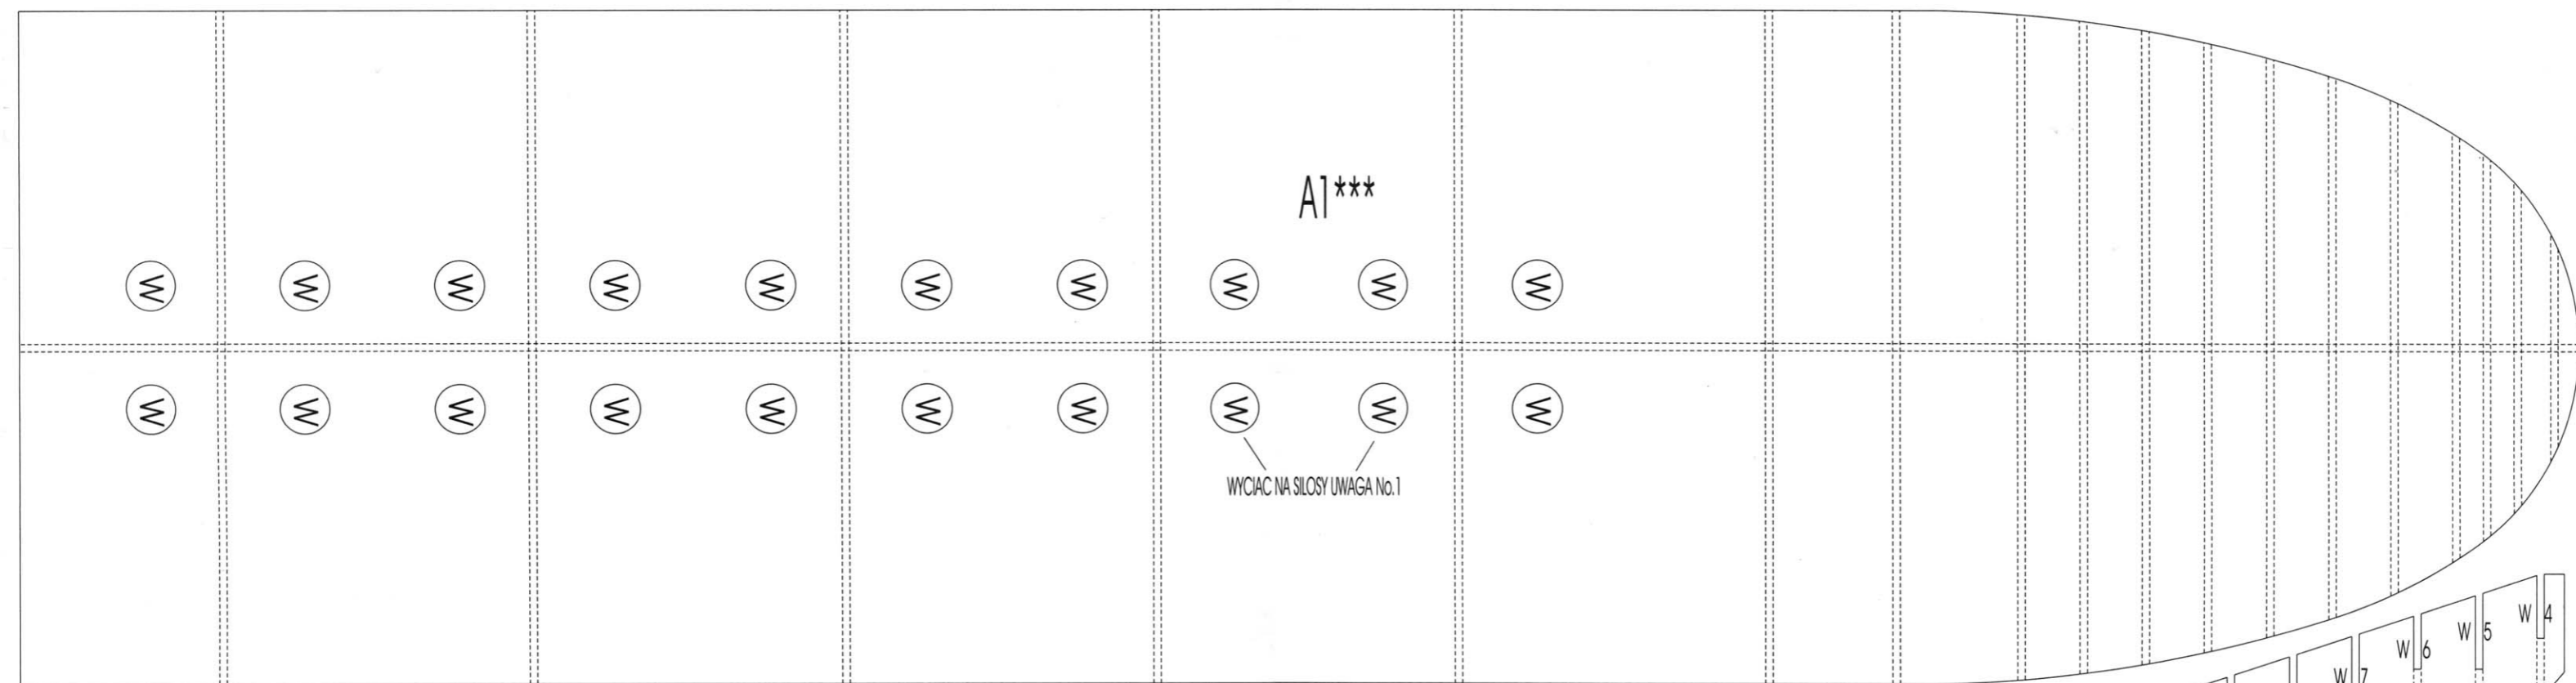 A1***
W W W W W W W W W W
W W W W W W W W W W
WYCIAC NA SILOSY UWAGA No.1
W 4
W 5
W 6
W 7